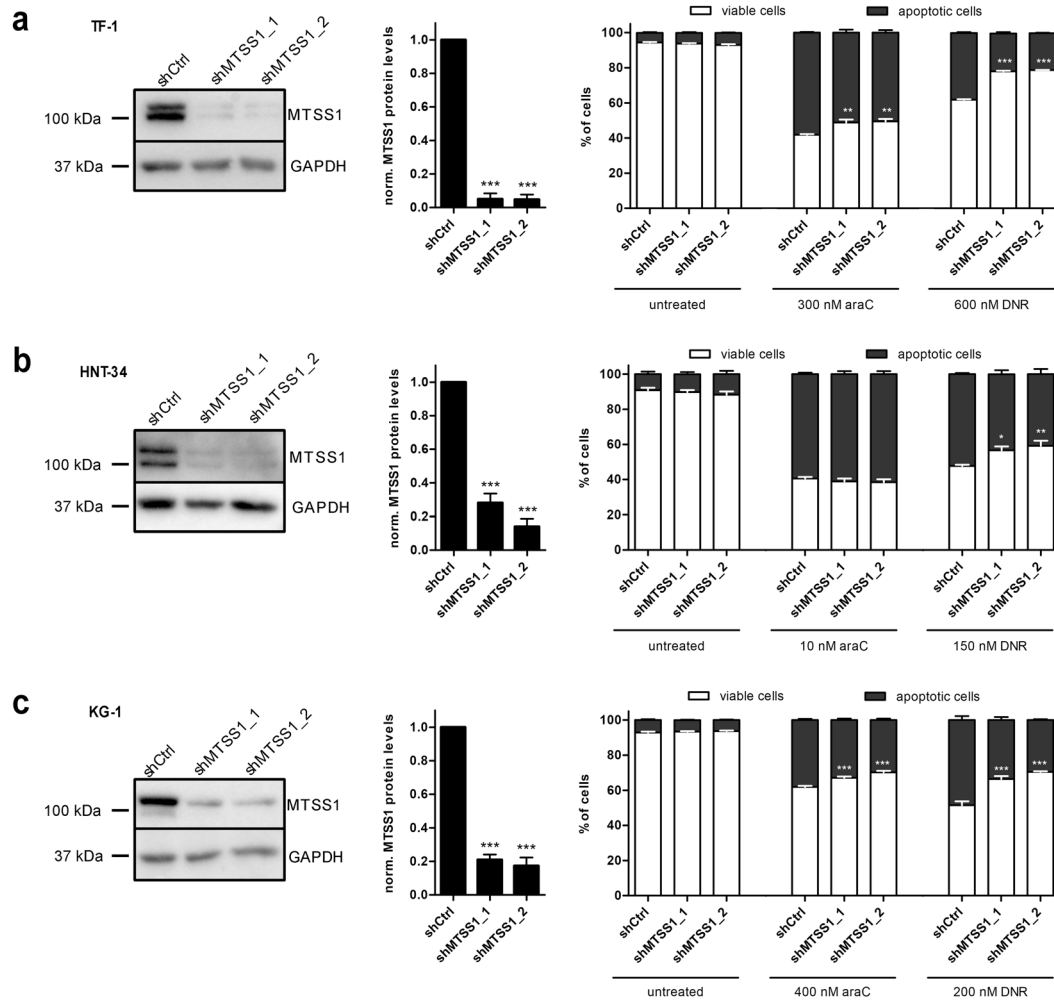 a
TF-1
shCtrl
shMTSS1_1
shMTSS1_2
100 kDa
MTSS1
37 kDa
GAPDH
norm. MTSS1 protein levels
1.0
0.8
0.6
0.4
0.2
0.0
***
***
shCtrl
shMTSS1_1
shMTSS1_2
viable cells
apoptotic cells
% of cells
100
80
60
40
20
0
**
**
***
***
shCtrl
shMTSS1_1
shMTSS1_2
shCtrl
shMTSS1_1
shMTSS1_2
shCtrl
shMTSS1_1
shMTSS1_2
untreated
300 nM araC
600 nM DNR
b
HNT-34
shCtrl
shMTSS1_1
shMTSS1_2
100 kDa
MTSS1
37 kDa
GAPDH
norm. MTSS1 protein levels
1.0
0.8
0.6
0.4
0.2
0.0
***
***
shCtrl
shMTSS1_1
shMTSS1_2
viable cells
apoptotic cells
% of cells
100
80
60
40
20
0
*
**
shCtrl
shMTSS1_1
shMTSS1_2
shCtrl
shMTSS1_1
shMTSS1_2
shCtrl
shMTSS1_1
shMTSS1_2
untreated
10 nM araC
150 nM DNR
c
KG-1
shCtrl
shMTSS1_1
shMTSS1_2
100 kDa
MTSS1
37 kDa
GAPDH
norm. MTSS1 protein levels
1.0
0.8
0.6
0.4
0.2
0.0
***
***
shCtrl
shMTSS1_1
shMTSS1_2
viable cells
apoptotic cells
% of cells
100
80
60
40
20
0
***
***
***
***
shCtrl
shMTSS1_1
shMTSS1_2
shCtrl
shMTSS1_1
shMTSS1_2
shCtrl
shMTSS1_1
shMTSS1_2
untreated
400 nM araC
200 nM DNR